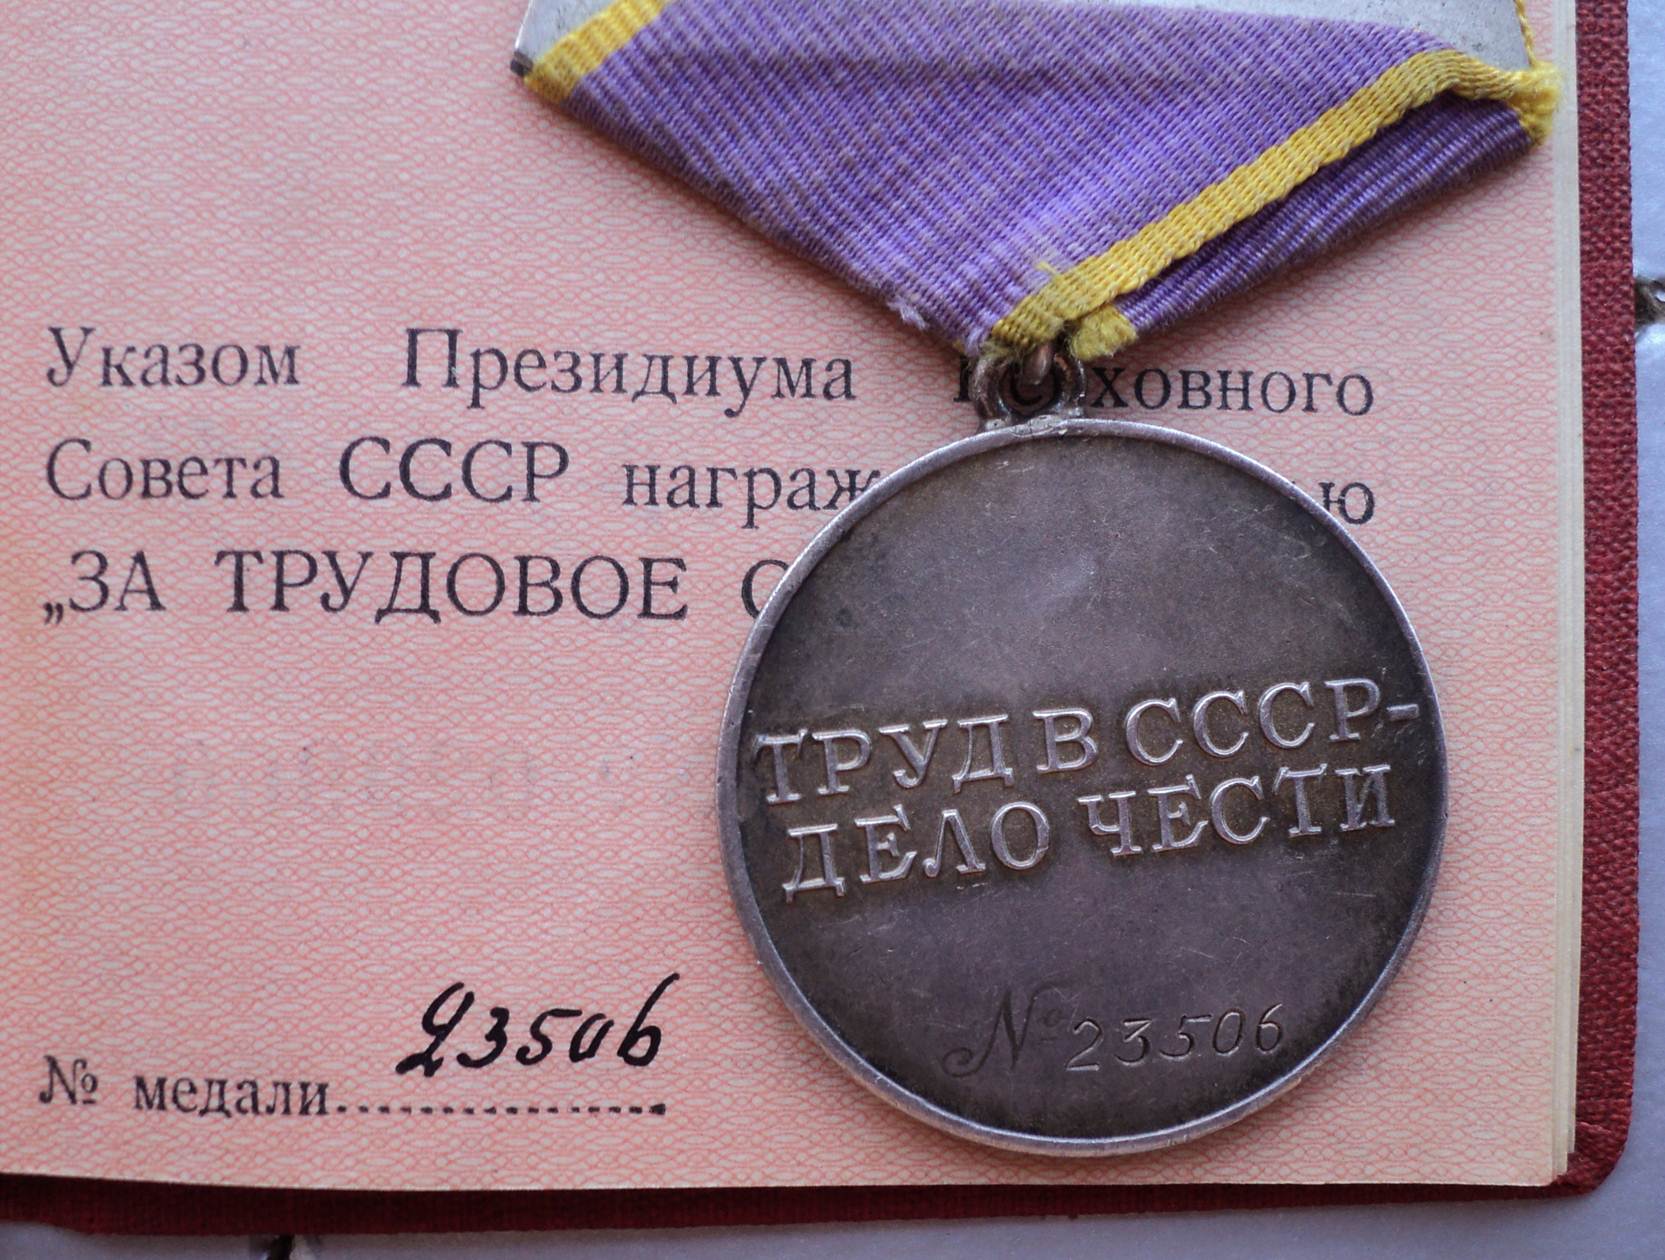 Указом Президиума
Совета СССР
„ЗА ТРУДОВОЕ
№ медали 23506
ТРУД В СССР-
ДЕЛО ЧЕСТИ
№ 23506